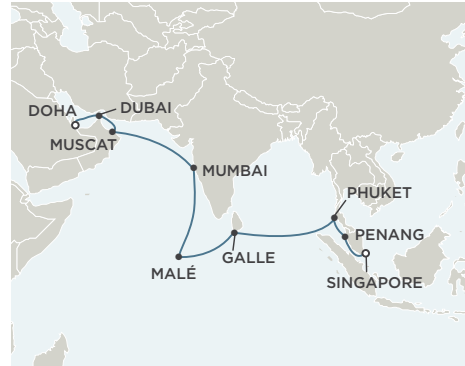 DOHA
DUBAI
MUSCAT
MUMBAI
PHUKET
PENANG
GALLE
MALÉ
SINGAPORE